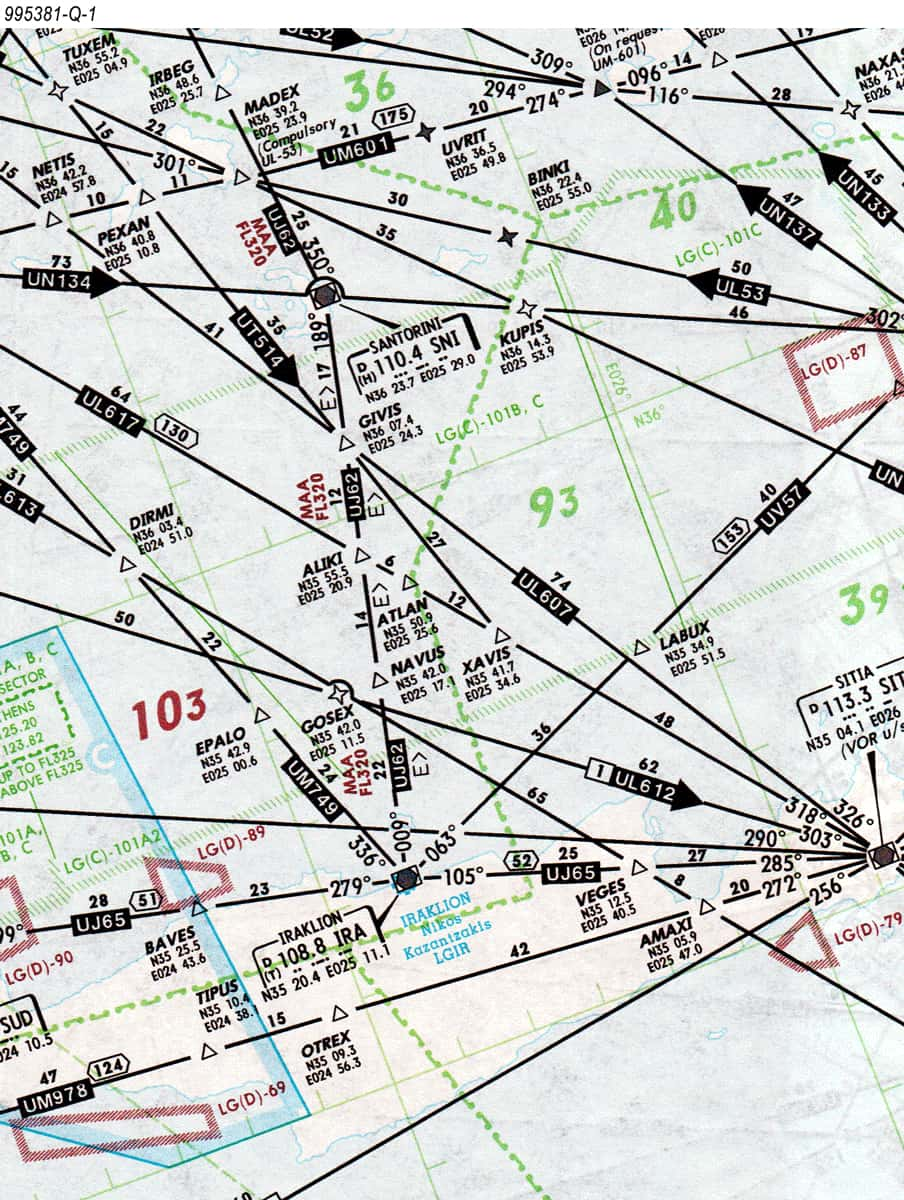 995381-Q-1
TUXEM
N36 55.2
E025 04.9
IRBEG
N36 48.6
E025 25.7
36
MADEX
N36 39.2
E025 23.9
(Compulsory
UL-53)
UL52
309°
294°
274°
(On request
UM-601)
-096°
14
116°
28
NAXAS
22
15
301°
21
175
UM601
20
UVRIT
N36 36.5
E025 49.8
BINKI
N36 22.4
E025 55.0
NETIS
N36 42.2
E024 57.8
15
10
11
PEXAN
N36 40.8
E025 10.8
MAA
FL320
UJ62
25
350°
30
35
40
47
UN137
45
UN133
LG(C)-101C
50
UL53
46
302°
73
UN134
41
35
UT514
189°
17
E>
SANTORINI
D
(H)
110.4 SNI
N36 23.7 E025 29.0
KUPIS
N36 14.3
E025 53.9
E026°
N36°
LG(D)-87
64
UL617
130
GIVIS
N36 07.4
E025 24.3
LG(C)-101B, C
44
31
MAA
FL320
12
UJ62
E>
93
40
UV57
153
DIRMI
N36 03.4
E024 51.0
27
ALIKI
N35 55.5
E025 20.9
6
E>
14
ATLAN
N35 50.9
E025 25.6
12
74
UL607
39
50
22
NAVUS
N35 42.0
E025 17.1
XAVIS
N35 41.7
E025 34.6
LABUX
N35 34.9
E025 51.5
A, B, C
SECTOR
UP TO FL325
ABOVE FL325
103
EPALO
N35 42.9
E025 00.6
GOSEX
N35 42.0
E025 11.5
MAA
FL320
22
UJ62
E>
36
48
SITIA
D
113.3 SIT
N35 04.1 E026
24
UM749
62
1
UL612
65
318°
326°
303°
290°
LG(C)-101A2
LG(D)-89
336°
-009°
-063°
28
UJ65
51
23
279°
105°
52
25
UJ65
27
285°
20
272°
256°
8
LG(D)-90
BAVES
N35 25.5
E024 43.6
IRAKLION
D
(T)
108.8 IRA
N35 20.4 E025 11.1
IRAKLION
Nikos
Kazantzakis
LGIR
VEGES
N35 12.5
E025 40.5
AMAXI
N35 05.9
E025 47.0
LG(D)-79
42
SUD
TIPUS
N35 10.4
E024 38.1
15
OTREX
N35 09.3
E024 56.3
47
124
UM978
LG(D)-69